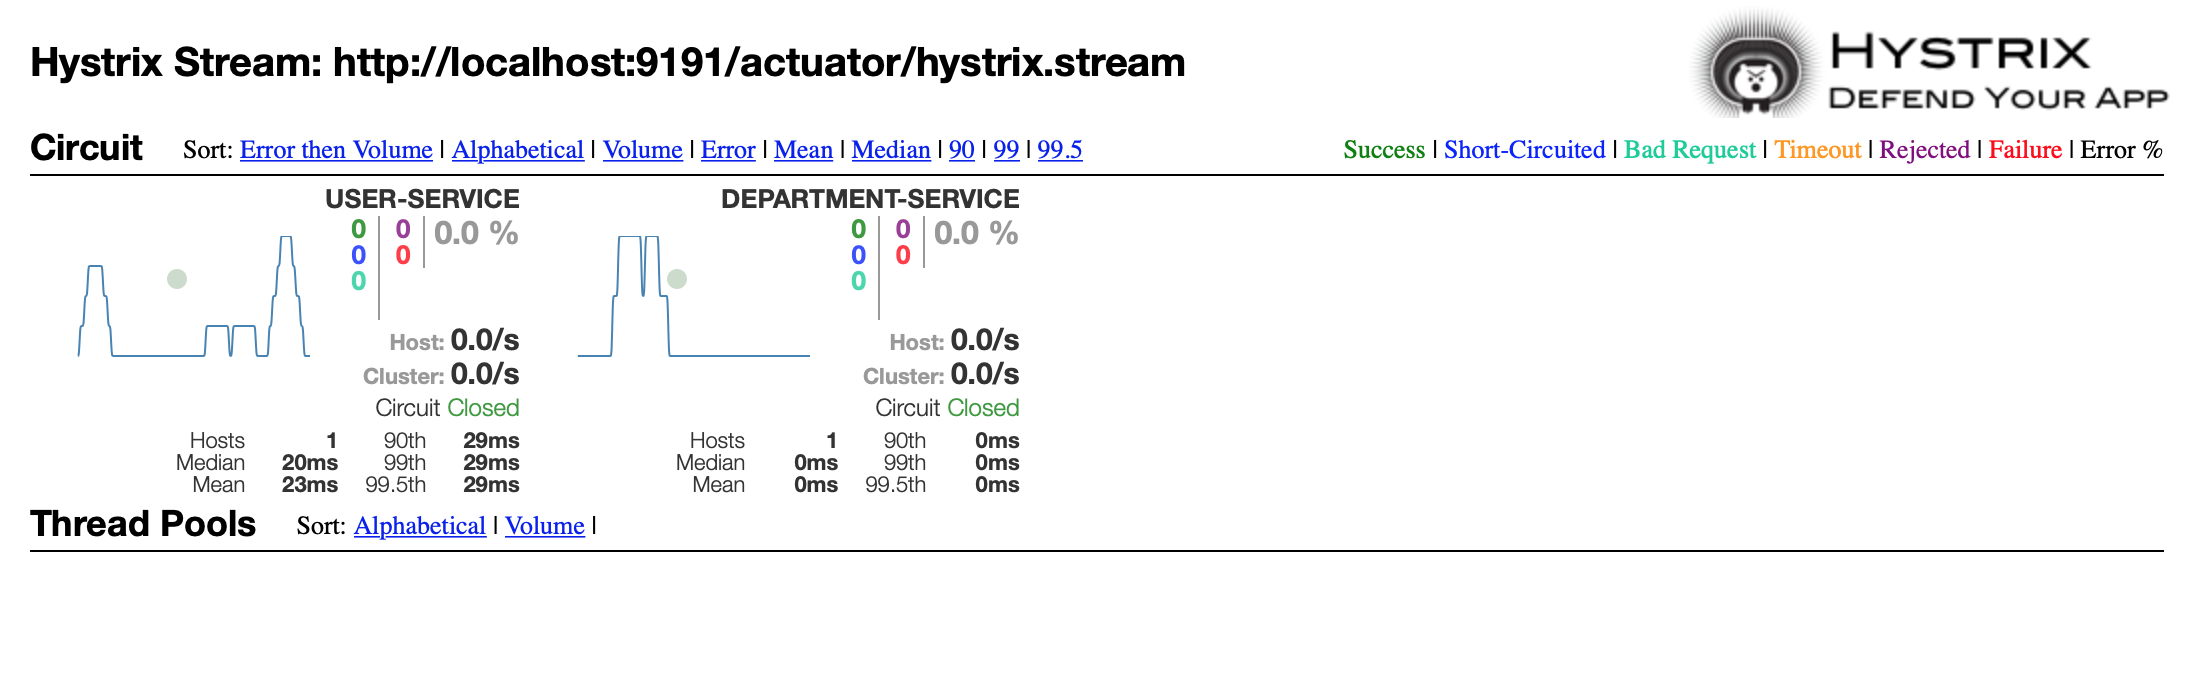 Hystrix Stream: http://localhost:9191/actuator/hystrix.stream
HYSTRIX
DEFEND YOUR APP
Circuit Sort: Error then Volume | Alphabetical | Volume | Error | Mean | Median | 90 | 99 | 99.5
Success | Short-Circuited | Bad Request | Timeout | Rejected | Failure | Error %
USER-SERVICE
0 0 0.0 %
0 0
0
Host: 0.0/s
Cluster: 0.0/s
Circuit Closed
Hosts 1 90th 29ms
Median 20ms 99th 29ms
Mean 23ms 99.5th 29ms
DEPARTMENT-SERVICE
0 0 0.0 %
0 0
0
Host: 0.0/s
Cluster: 0.0/s
Circuit Closed
Hosts 1 90th 0ms
Median 0ms 99th 0ms
Mean 0ms 99.5th 0ms
Thread Pools Sort: Alphabetical | Volume |